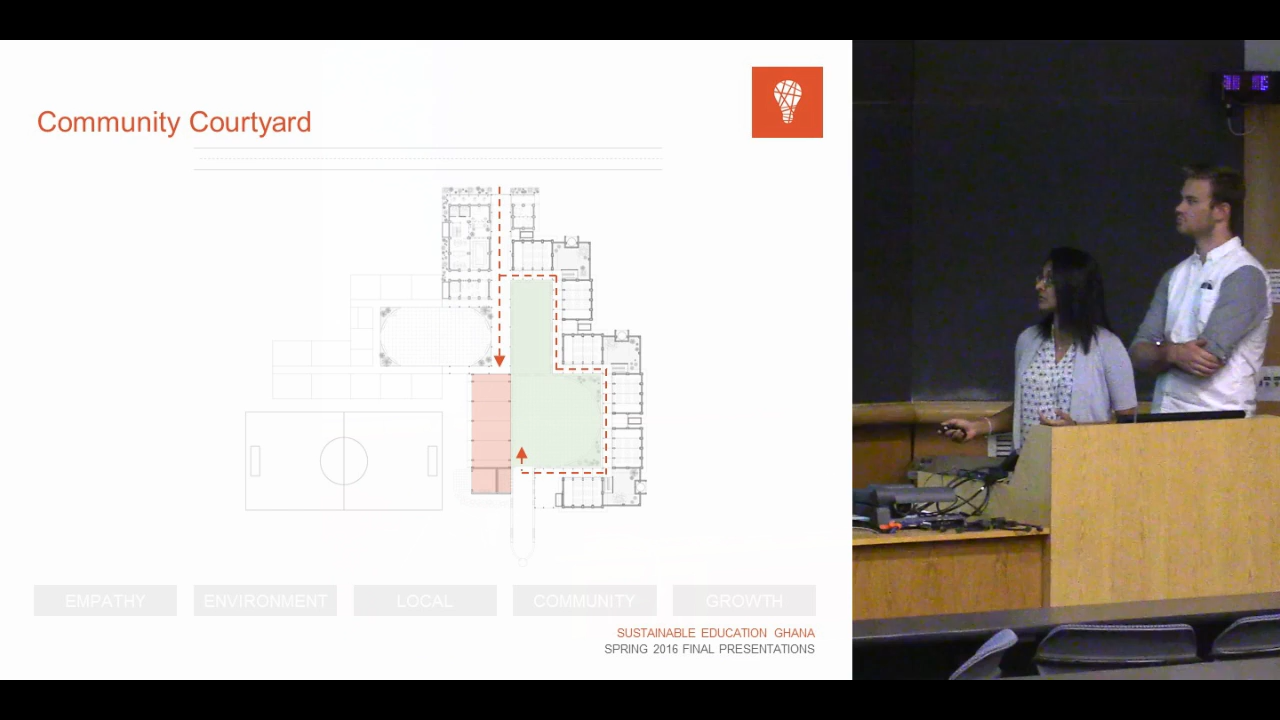 Community Courtyard
EMPATHY
ENVIRONMENT
LOCAL
COMMUNITY
GROWTH
SUSTAINABLE EDUCATION GHANA
SPRING 2016 FINAL PRESENTATIONS